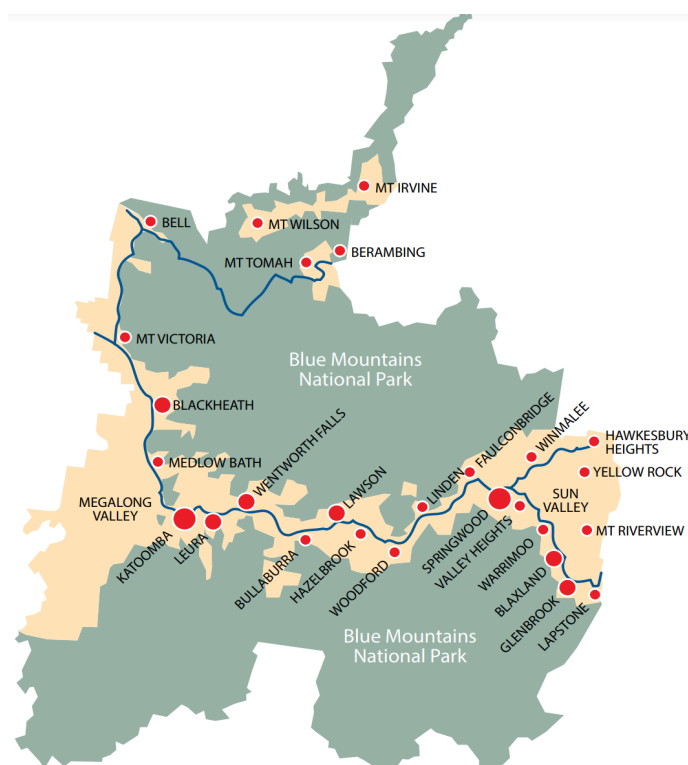 MT IRVINE
BELL
MT WILSON
BERAMBING
MT TOMAH
MT VICTORIA
Blue Mountains
National Park
BLACKHEATH
WENTWORTH FALLS
FAULCONBRIDGE
WINMALEE
HAWKESBURY
HEIGHTS
MEDLOW BATH
YELLOW ROCK
MEGALONG
VALLEY
LAWSON
LINDEN
SUN
VALLEY
KATOOMBA
LEURA
BULLABURRA
HAZELBROOK
WOODFORD
SPRINGWOOD
VALLEY HEIGHTS
WARRIMOO
MT RIVERVIEW
BLAXLAND
GLENBROOK
LAPSTONE
Blue Mountains
National Park